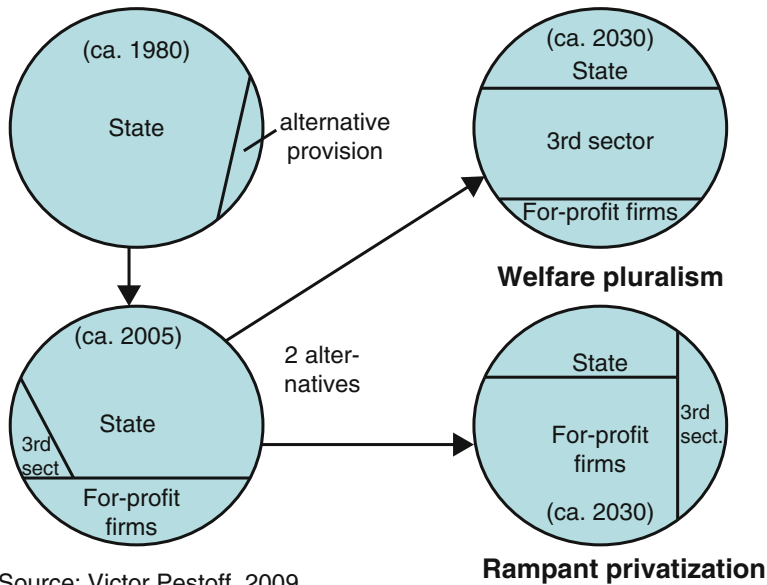 (ca. 1980)
State
alternative
provision
(ca. 2030)
State
3rd sector
For-profit firms
Welfare pluralism
(ca. 2005)
State
3rd
sect
For-profit
firms
2 alter-
natives
State
3rd
sect.
For-profit
firms
(ca. 2030)
Rampant privatization
Source: Victor Pestoff, 2009